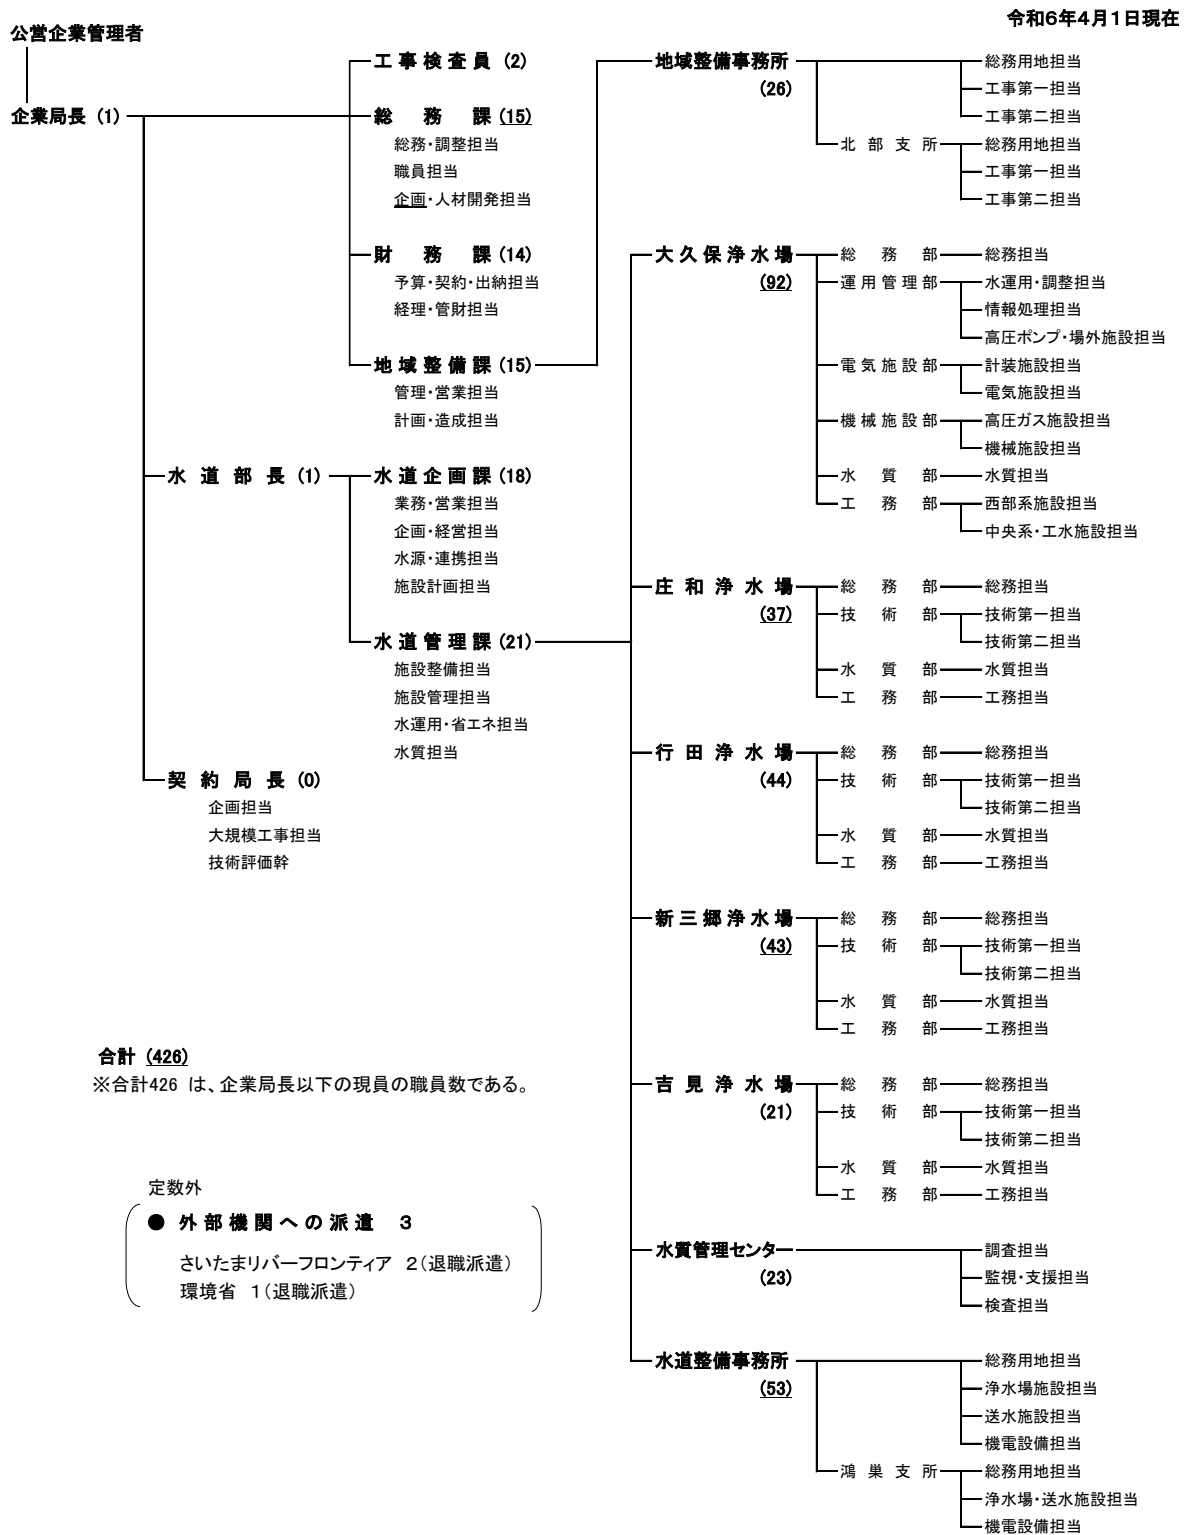 令和6年4月1日現在
公営企業管理者
企業局長 (1)
工事検査員 (2)
総務課 (15)
総務・調整担当
職員担当
企画・人材開発担当
財務課 (14)
予算・契約・出納担当
経理・管財担当
地域整備課 (15)
管理・営業担当
計画・造成担当
水道部長 (1)
水道企画課 (18)
業務・営業担当
企画・経営担当
水源・連携担当
施設計画担当
水道管理課 (21)
施設整備担当
施設管理担当
水運用・省エネ担当
水質担当
契約局長 (0)
企画担当
大規模工事担当
技術評価幹
地域整備事務所
(26)
総務用地担当
工事第一担当
工事第二担当
北部支所
総務用地担当
工事第一担当
工事第二担当
大久保浄水場
(92)
総務部
総務担当
運用管理部
水運用・調整担当
情報処理担当
高圧ポンプ・場外施設担当
電気施設部
計装施設担当
電気施設担当
機械施設部
高圧ガス施設担当
機械施設担当
水質部
水質担当
工務部
西部系施設担当
中央系・工水施設担当
庄和浄水場
(37)
総務部
総務担当
技術部
技術第一担当
技術第二担当
水質部
水質担当
工務部
工務担当
行田浄水場
(44)
総務部
総務担当
技術部
技術第一担当
技術第二担当
水質部
水質担当
工務部
工務担当
新三郷浄水場
(43)
総務部
総務担当
技術部
技術第一担当
技術第二担当
水質部
水質担当
工務部
工務担当
吉見浄水場
(21)
総務部
総務担当
技術部
技術第一担当
技術第二担当
水質部
水質担当
工務部
工務担当
水質管理センター
(23)
調査担当
監視・支援担当
検査担当
水道整備事務所
(53)
総務用地担当
浄水場施設担当
送水施設担当
機電設備担当
鴻巣支所
総務用地担当
浄水場・送水施設担当
機電設備担当
合計 (426)
※合計426 は、企業局長以下の現員の職員数である。
定数外
● 外部機関への派遣 3
さいたまリバーフロンティア 2(退職派遣)
環境省 1(退職派遣)